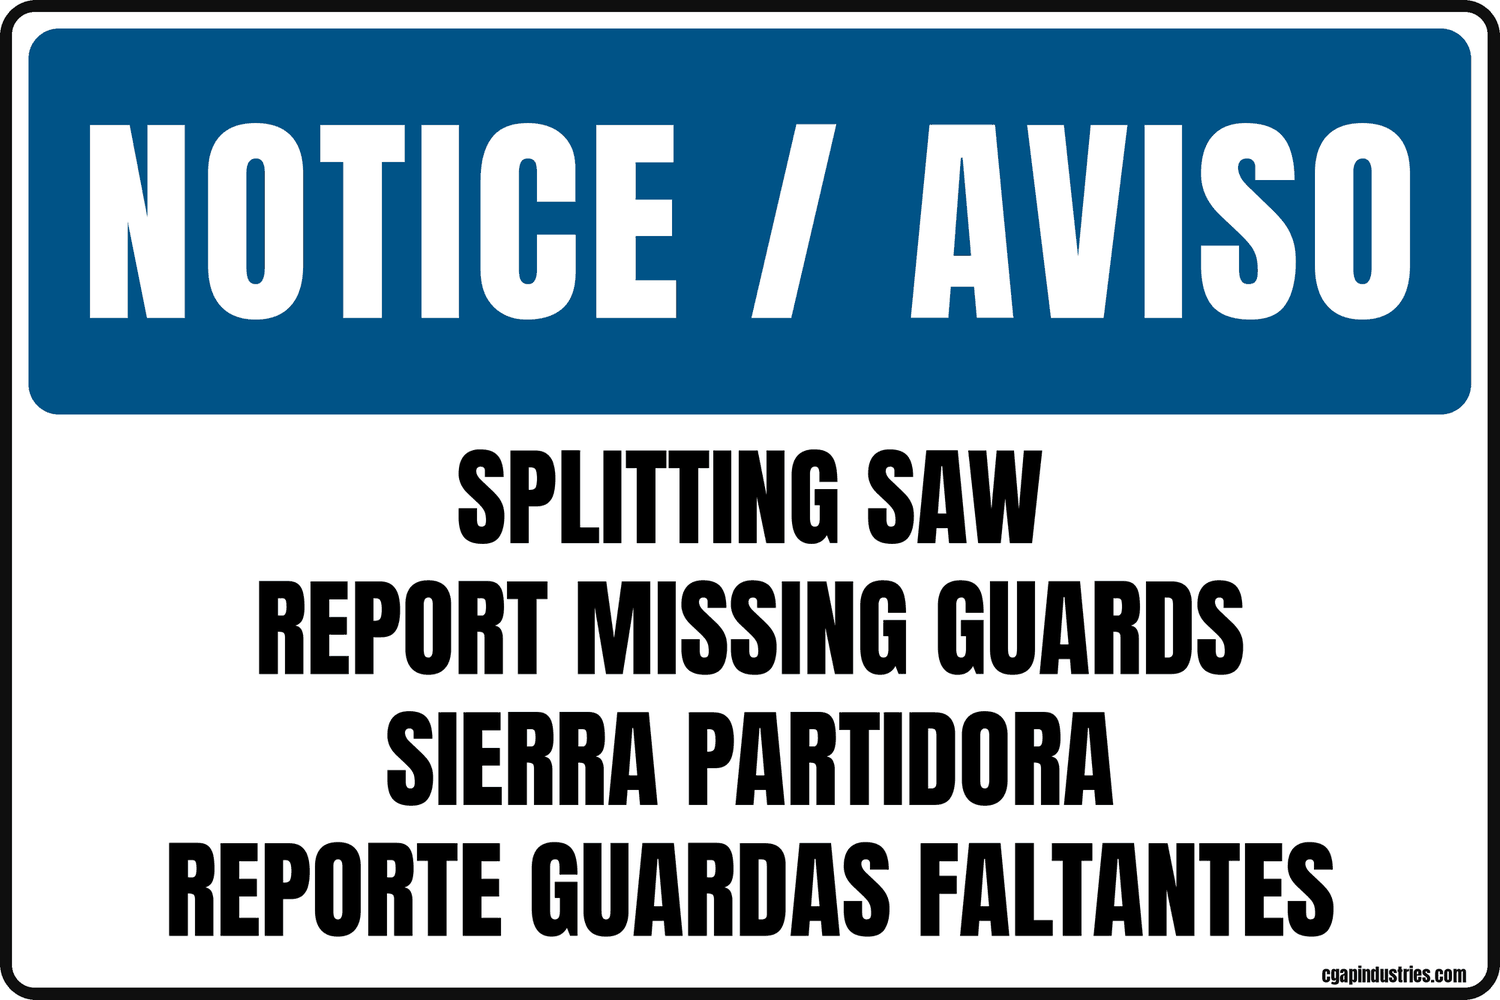 NOTICE / AVISO
SPLITTING SAW
REPORT MISSING GUARDS
SIERRA PARTIDORA
REPORTE GUARDAS FALTANTES
cgapindustries.com